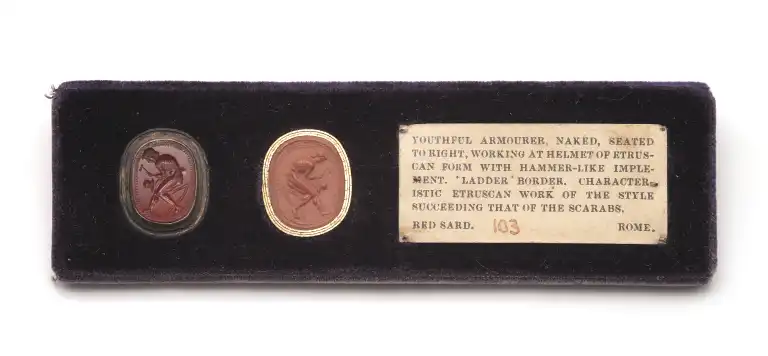 YOUTHFUL ARMOURER, NAKED, SEATED
TO RIGHT, WORKING AT HELMET OF ETRUS-
CAN FORM WITH HAMMER-LIKE IMPLE-
MENT. "LADDER" BORDER. CHARACTER-
ISTIC ETRUSCAN WORK OF THE STYLE
SUCCEEDING THAT OF THE SCARABS.
RED SARD. 103 ROME.